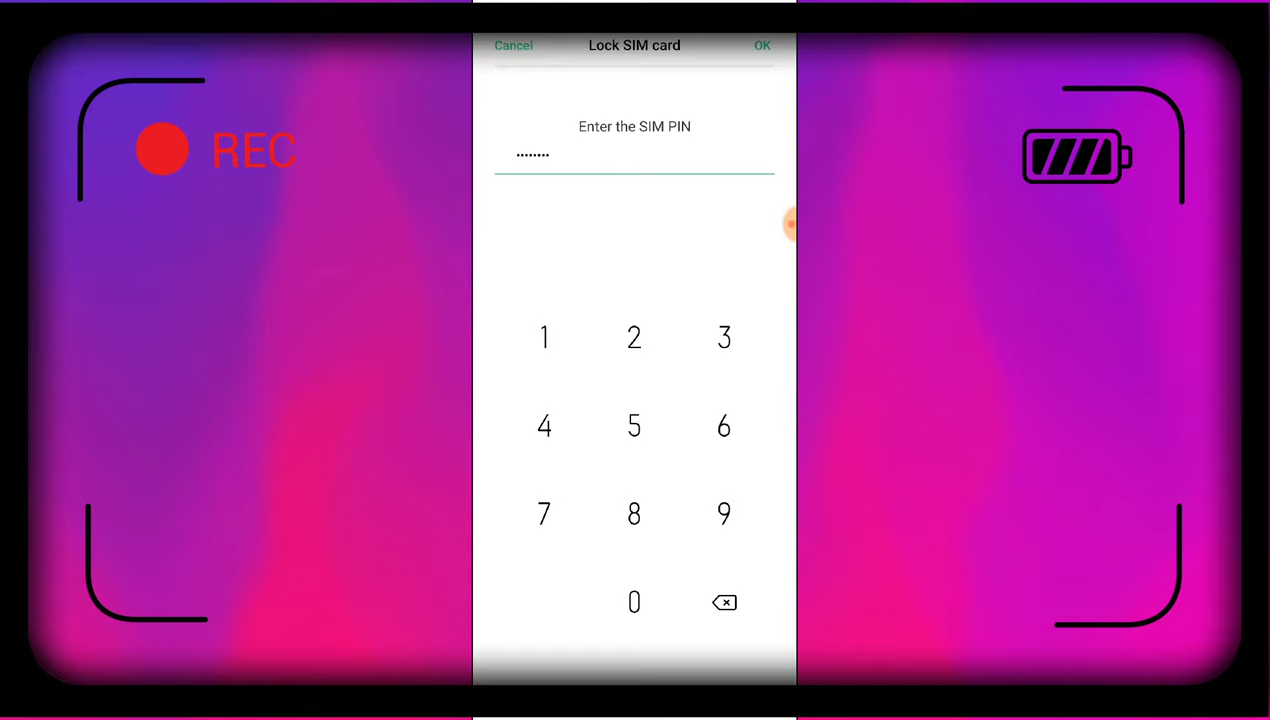 Cancel Lock SIM card OK
REC
Enter the SIM PIN
........
1 2 3
4 5 6
7 8 9
0